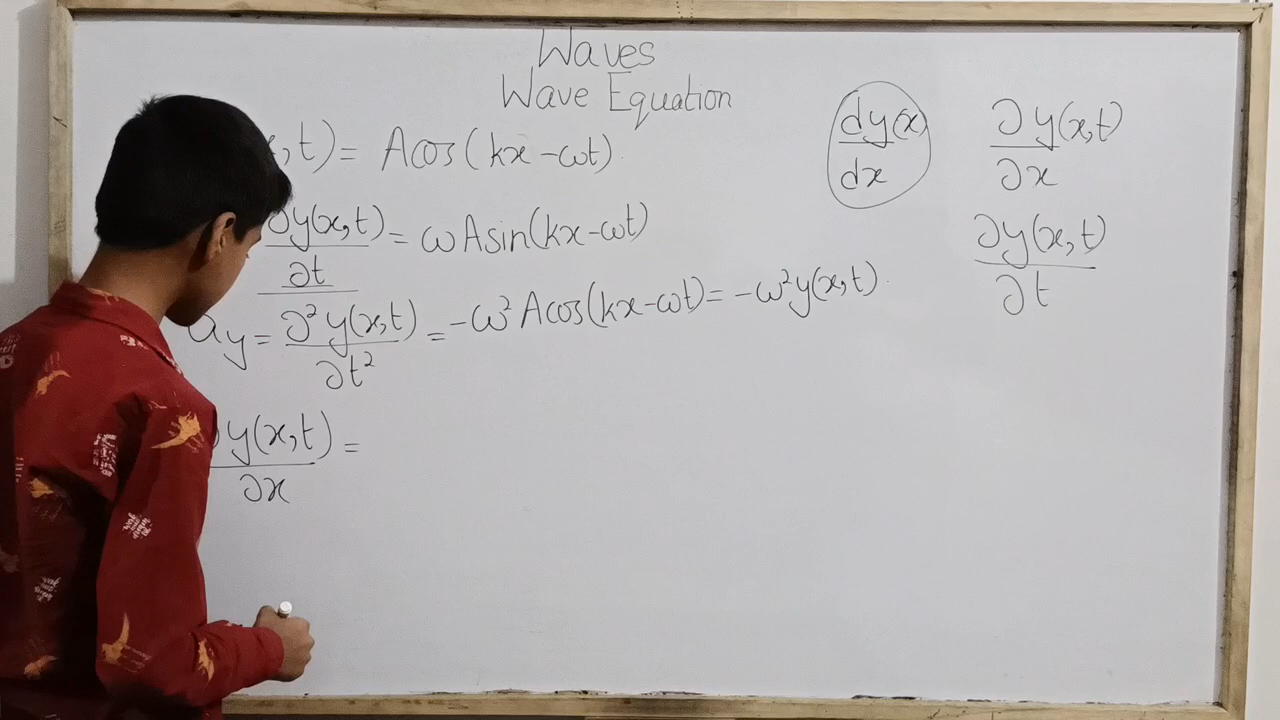 Waves
Wave Equation
,t) = Acos(kx-ωt)
∂y(x,t)/∂t = ωAsin(kx-ωt)
ay = ∂²y(x,t)/∂t² = -ω²Acos(kx-ωt) = -ω²y(x,t).
∂y(x,t)/∂x =
dy(x)/dx
∂y(x,t)/∂x
∂y(x,t)/∂t